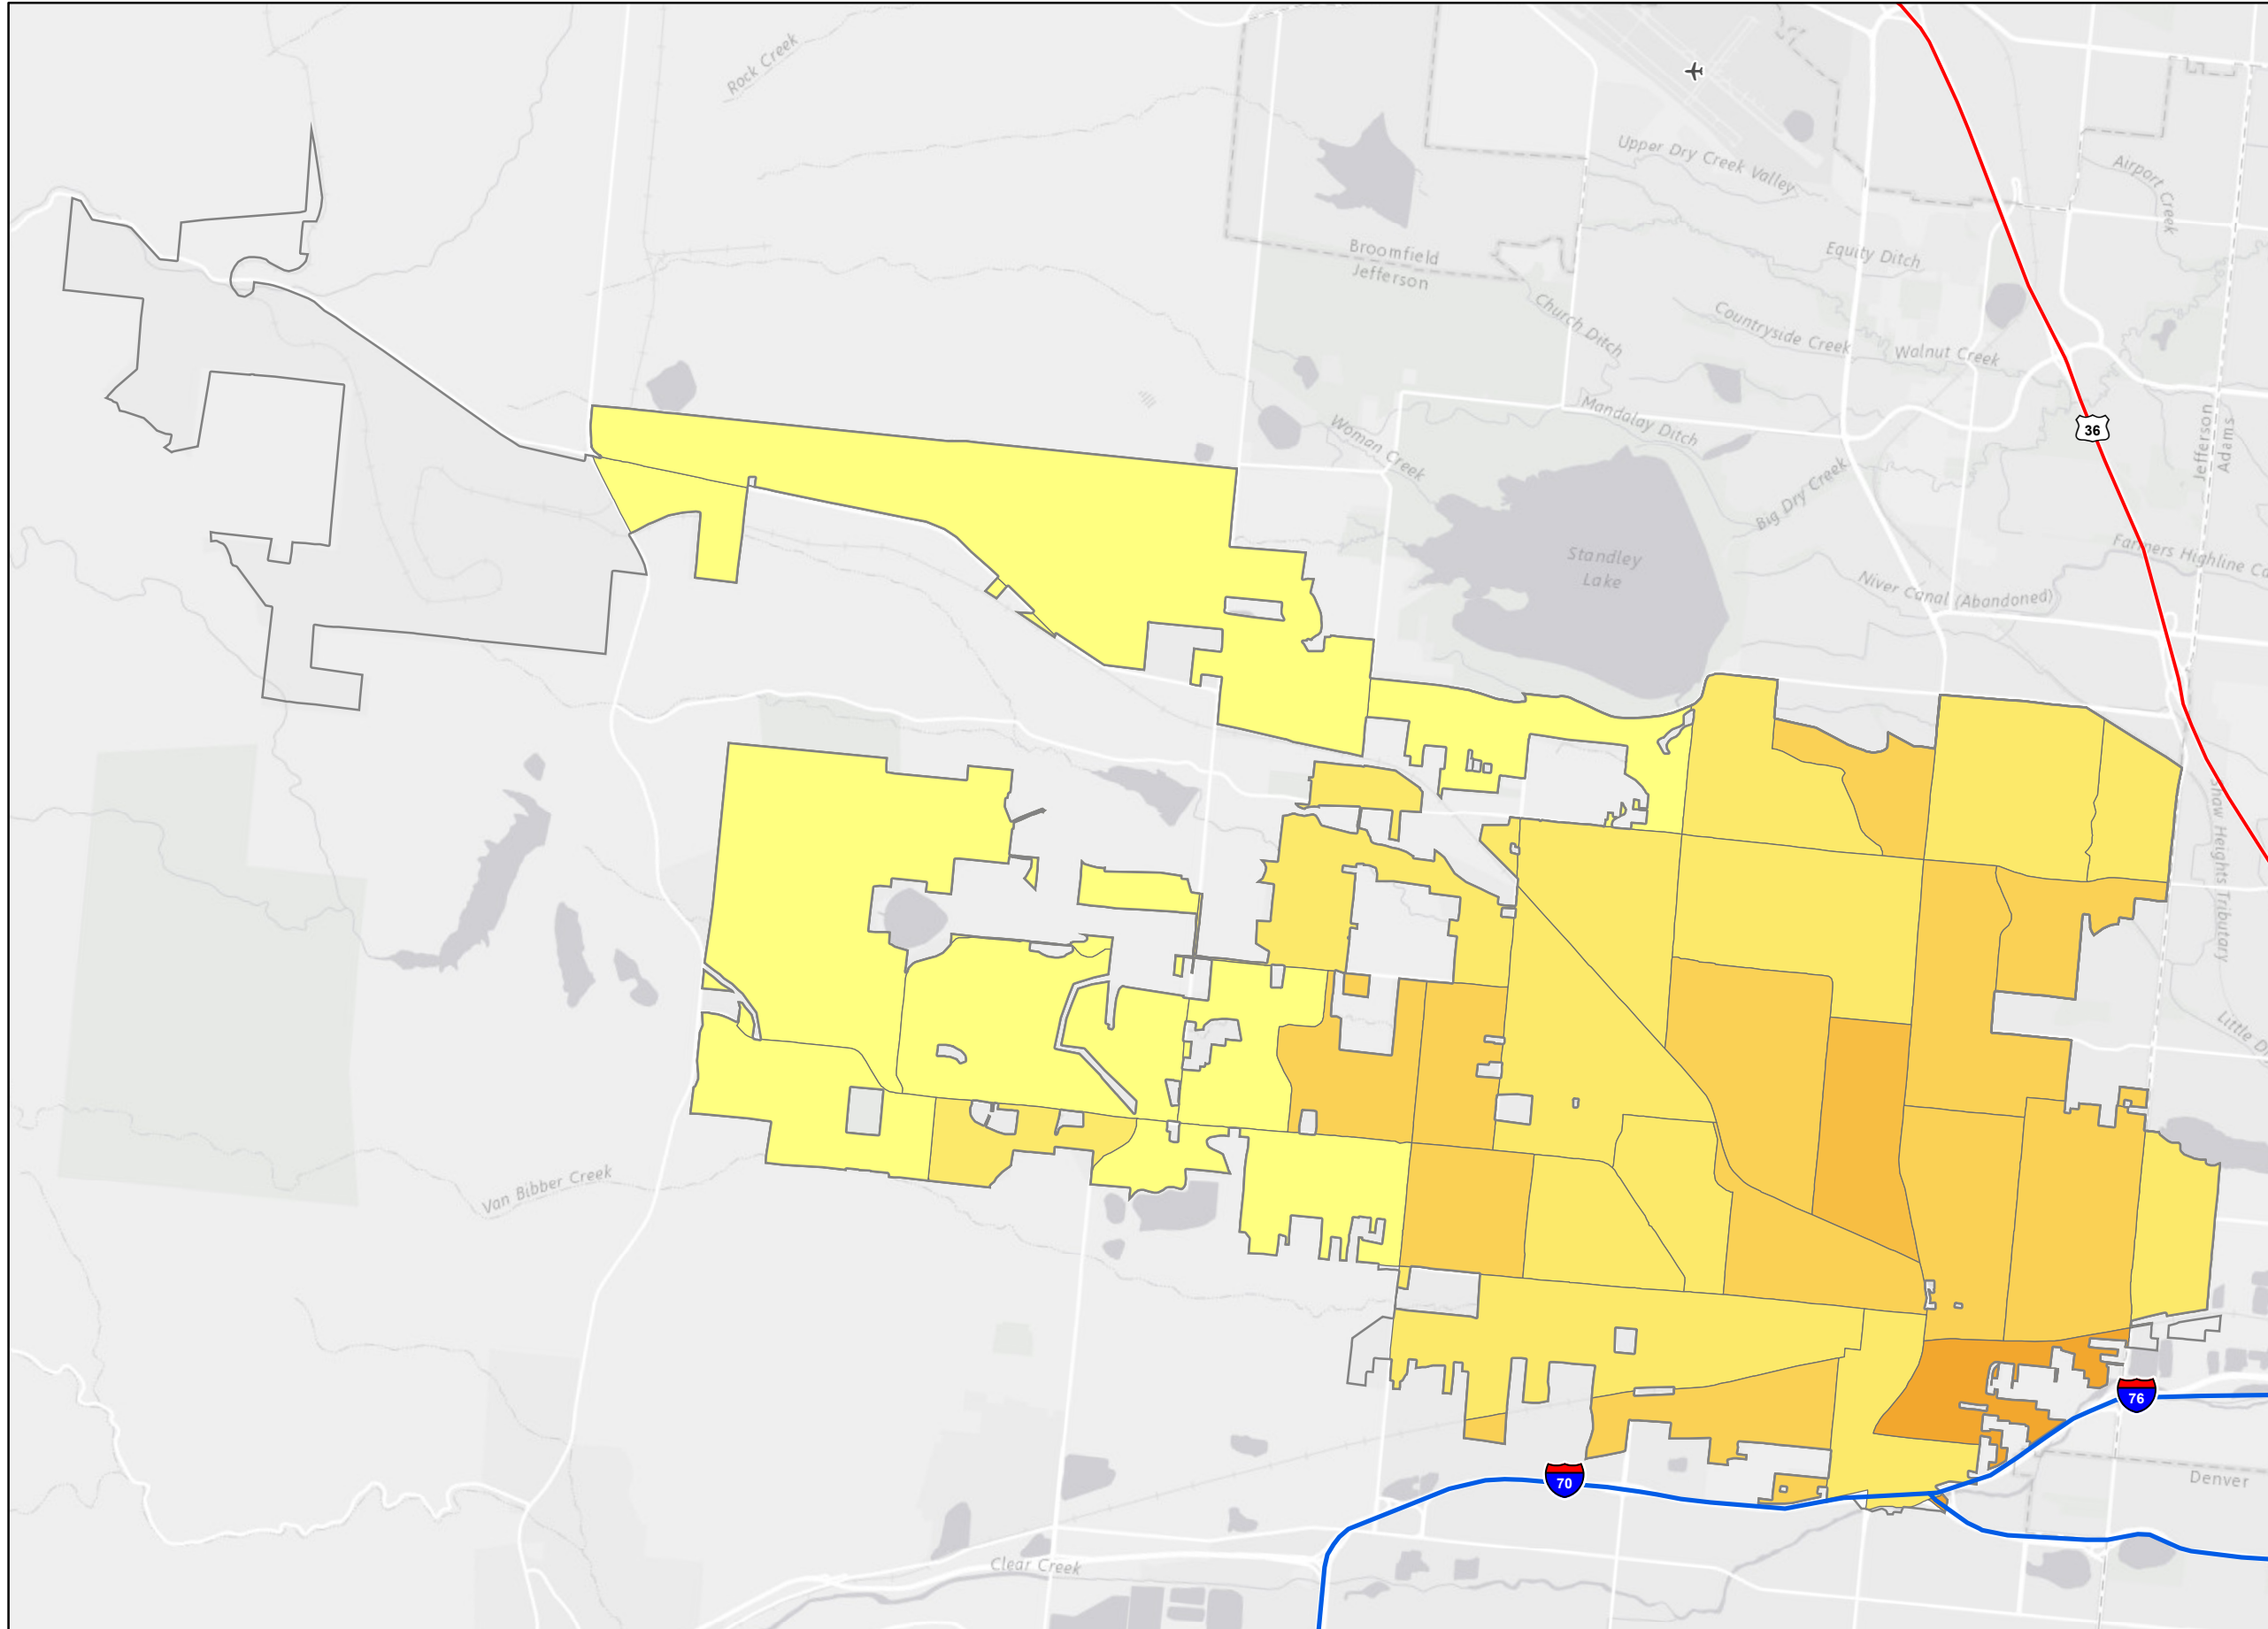 Rock Creek
Upper Dry Creek Valley
Airport
Creek
Broomfield
Jefferson
Equity Ditch
Church Ditch
Countryside Creek
Walnut Creek
Mandalay Ditch
Woman Creek
36
Jefferson
Adams
Big Dry Creek
Standley
Lake
Farmers Highline
Niver Canal (Abandoned)
Shaw Heights Tributary
Little
Van Bibber Creek
76
70
Denver
Clear Creek